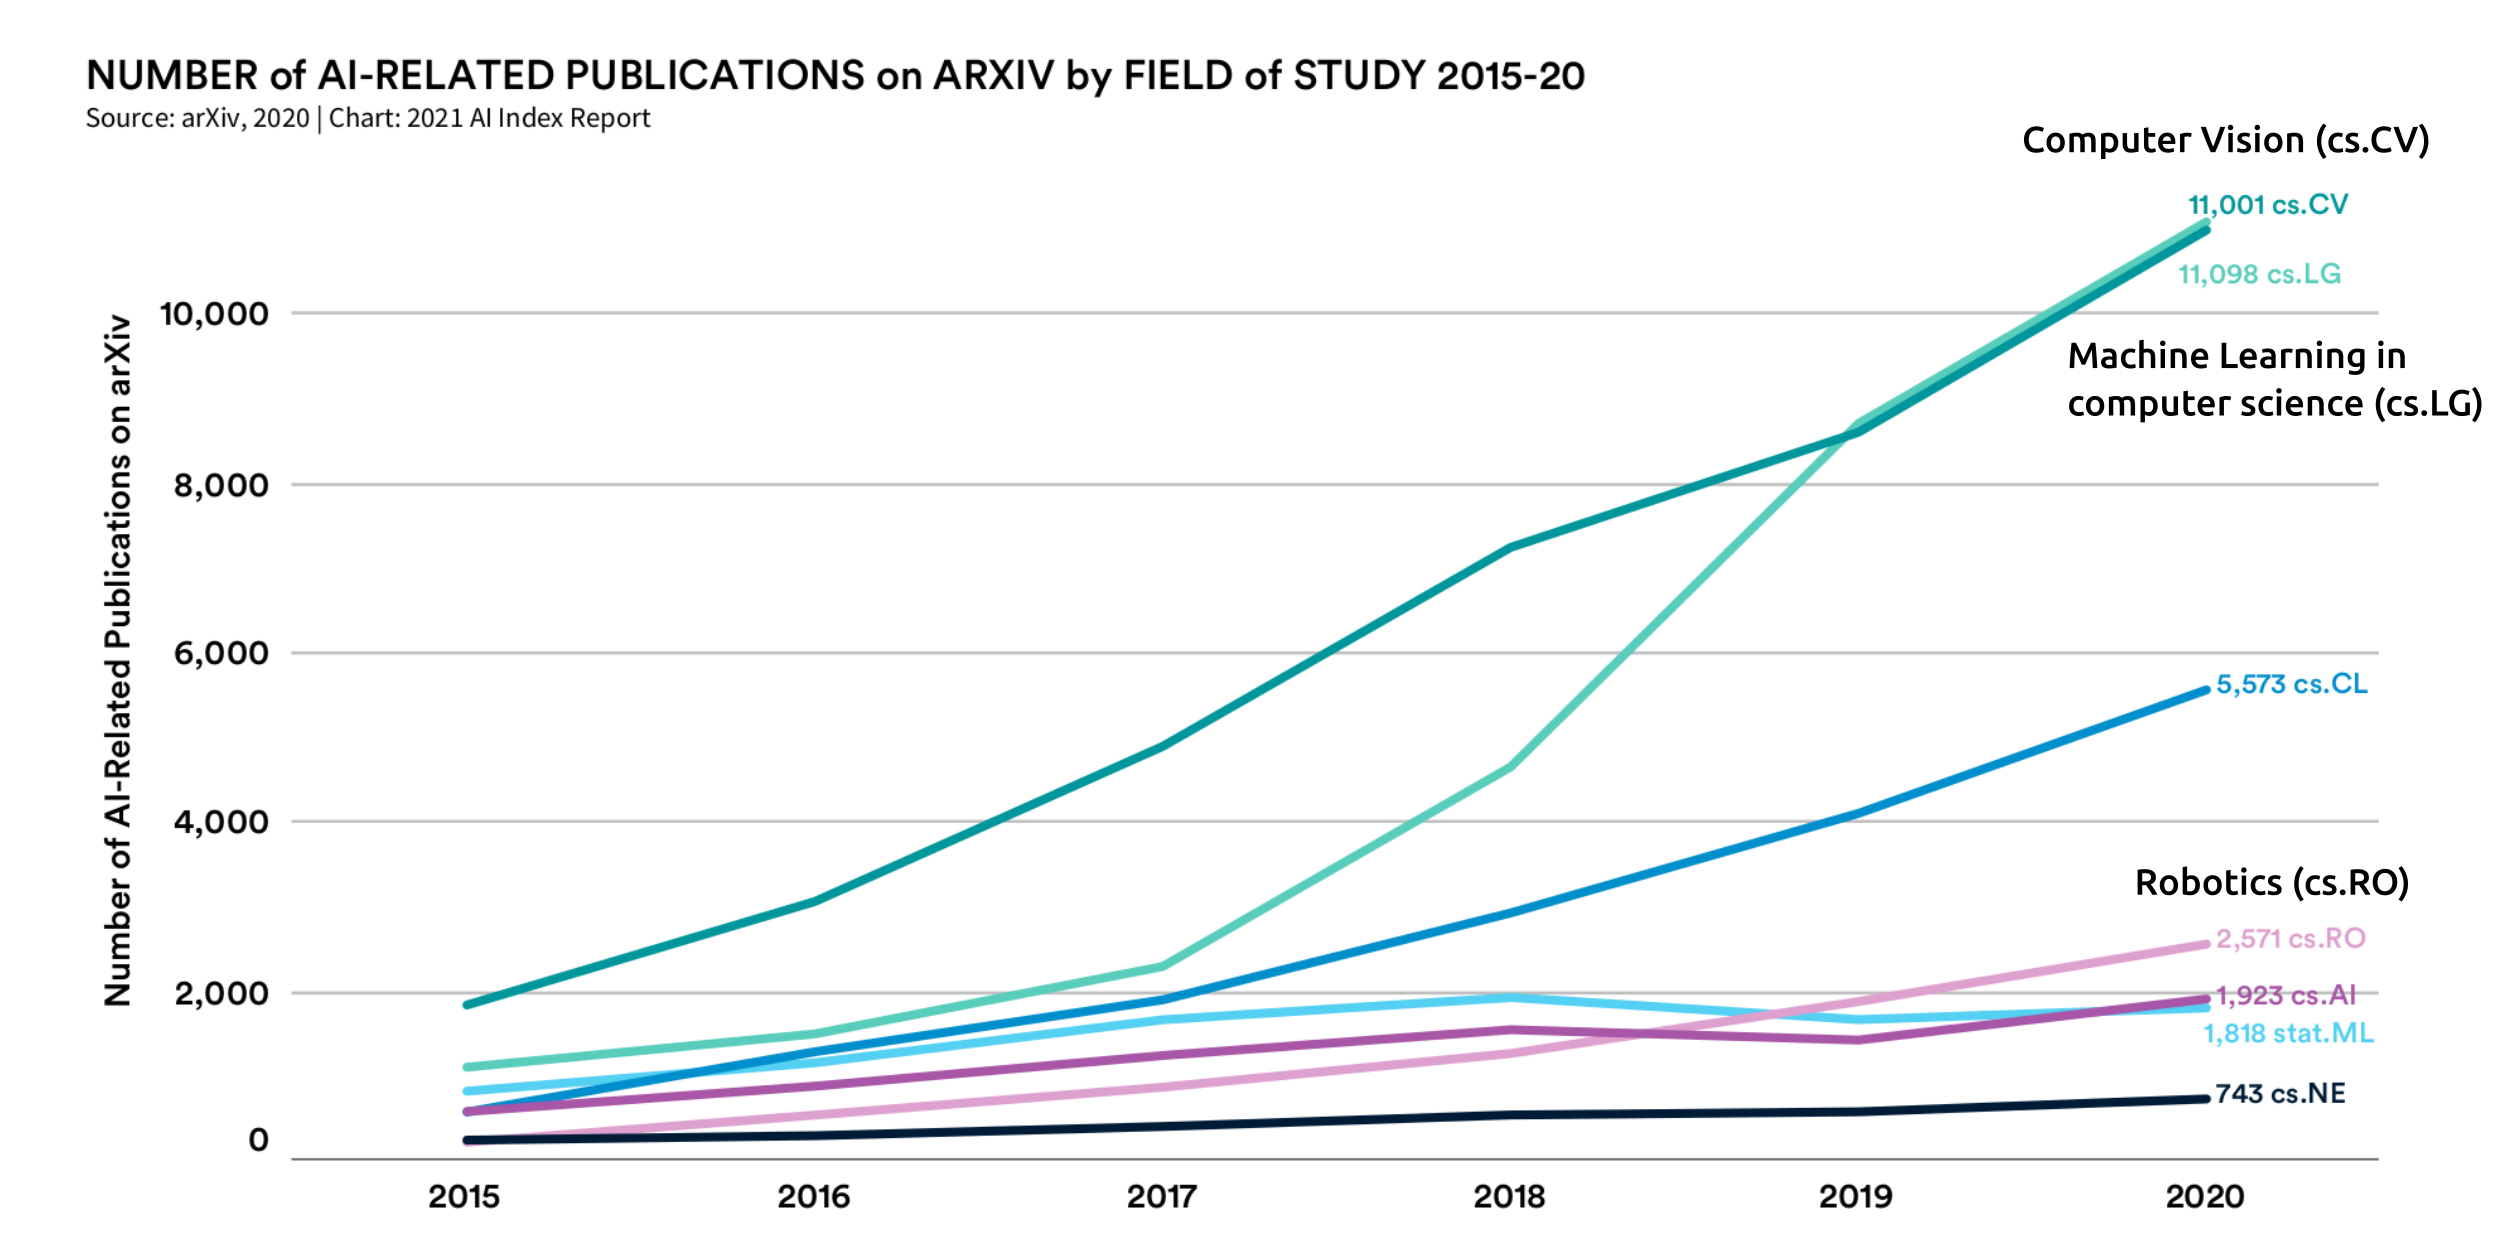 NUMBER of AI-RELATED PUBLICATIONS on ARXIV by FIELD of STUDY 2015-20
Source: arXiv, 2020 | Chart: 2021 AI Index Report
Computer Vision (cs.CV)
11,001 cs.CV
11,098 cs.LG
Machine Learning in
computer science (cs.LG)
5,573 cs.CL
Robotics (cs.RO)
2,571 cs.RO
1,923 cs.AI
1,818 stat.ML
743 cs.NE
Number of AI-Related Publications on arXiv
10,000
8,000
6,000
4,000
2,000
0
2015 2016 2017 2018 2019 2020